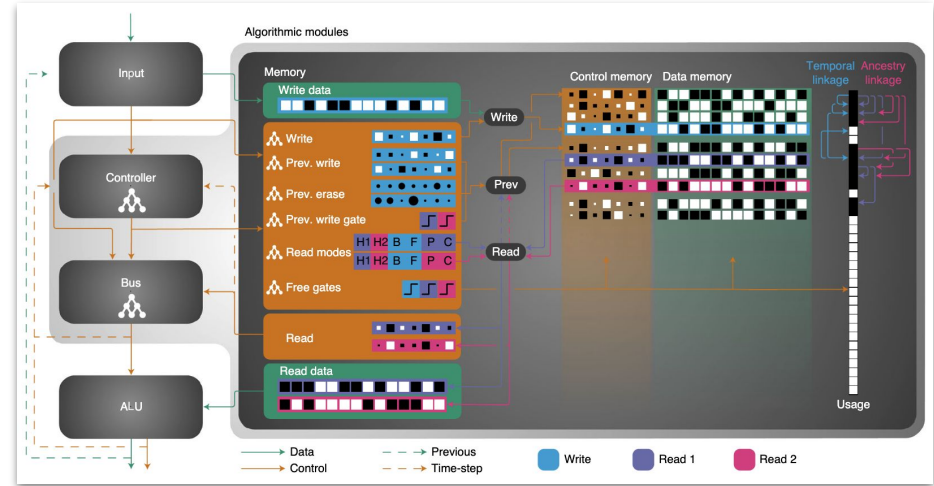 Algorithmic modules
Input
Controller
Bus
ALU
Memory
Write data
Write
Prev. write
Prev. erase
Prev. write gate
Read modes
H1 H2 B F P C
H1 H2 B F P C
Free gates
Read
Read data
Write
Prev
Read
Control memory
Data memory
Temporal
linkage
Ancestry
linkage
Usage
Data
Control
Previous
Time-step
Write
Read 1
Read 2